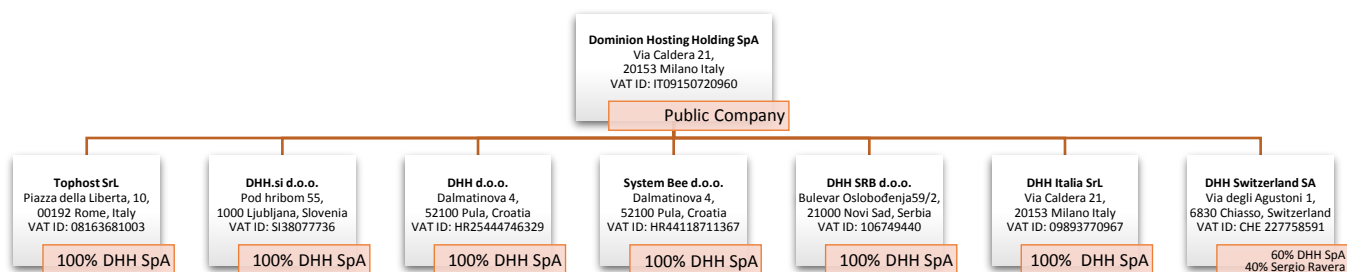 Dominion Hosting Holding SpA
Via Caldera 21,
20153 Milano Italy
VAT ID: IT09150720960
Public Company
Tophost SrL
Piazza della Liberta, 10,
00192 Rome, Italy
VAT ID: 08163681003
100% DHH SpA
DHH.si d.o.o.
Pod hribom 55,
1000 Ljubljana, Slovenia
VAT ID: SI38077736
100% DHH SpA
DHH d.o.o.
Dalmatinova 4,
52100 Pula, Croatia
VAT ID: HR25444746329
100% DHH SpA
System Bee d.o.o.
Dalmatinova 4,
52100 Pula, Croatia
VAT ID: HR44118711367
100% DHH SpA
DHH SRB d.o.o.
Bulevar Oslobođenja59/2,
21000 Novi Sad, Serbia
VAT ID: 106749440
100% DHH SpA
DHH Italia SrL
Via Caldera 21,
20153 Milano Italy
VAT ID: 09893770967
100% DHH SpA
DHH Switzerland SA
Via degli Agustoni 1,
6830 Chiasso, Switzerland
VAT ID: CHE 227758591
60% DHH SpA
40% Sergio Ravera